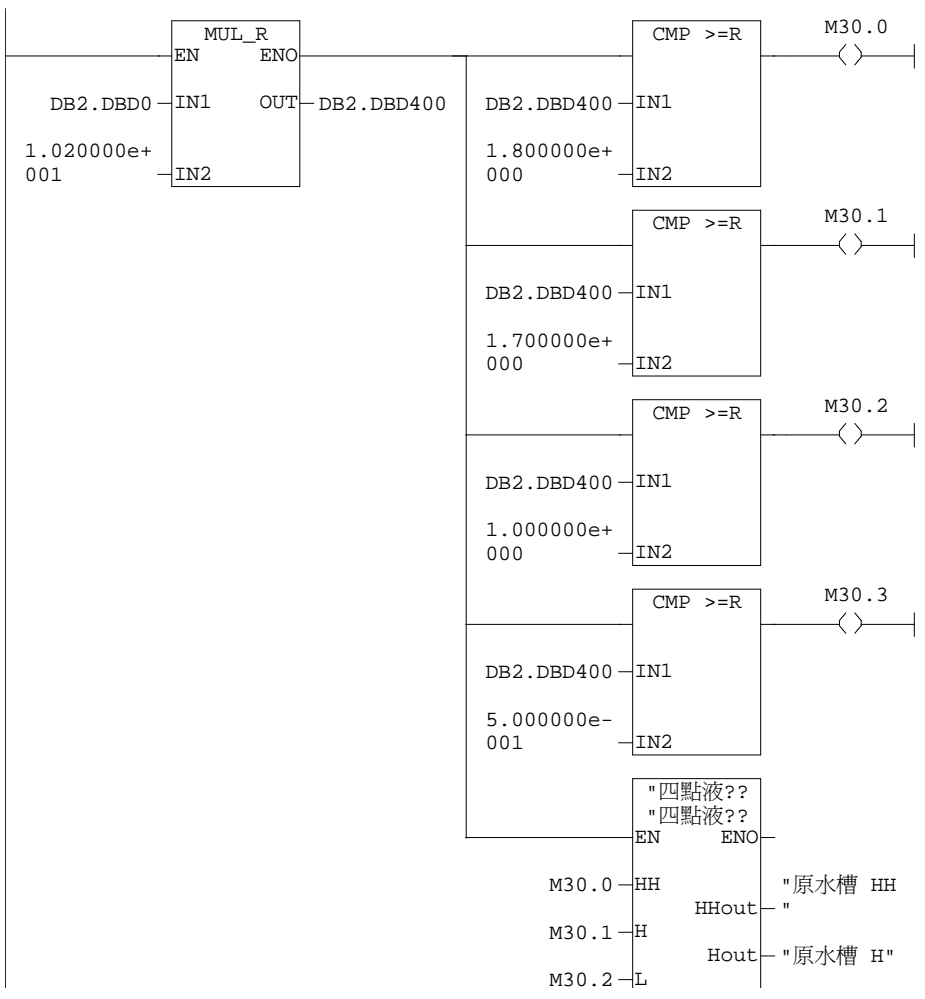 MUL_R
EN ENO
DB2.DBD0 IN1 OUT DB2.DBD400
1.020000e+
001 IN2
CMP >=R M30.0
DB2.DBD400 IN1
1.800000e+
000 IN2
CMP >=R M30.1
DB2.DBD400 IN1
1.700000e+
000 IN2
CMP >=R M30.2
DB2.DBD400 IN1
1.000000e+
000 IN2
CMP >=R M30.3
DB2.DBD400 IN1
5.000000e-
001 IN2
"四點液??
"四點液??
EN ENO
M30.0 HH "原水槽 HH
HHout "
M30.1 H
Hout "原水槽 H"
M30.2 L